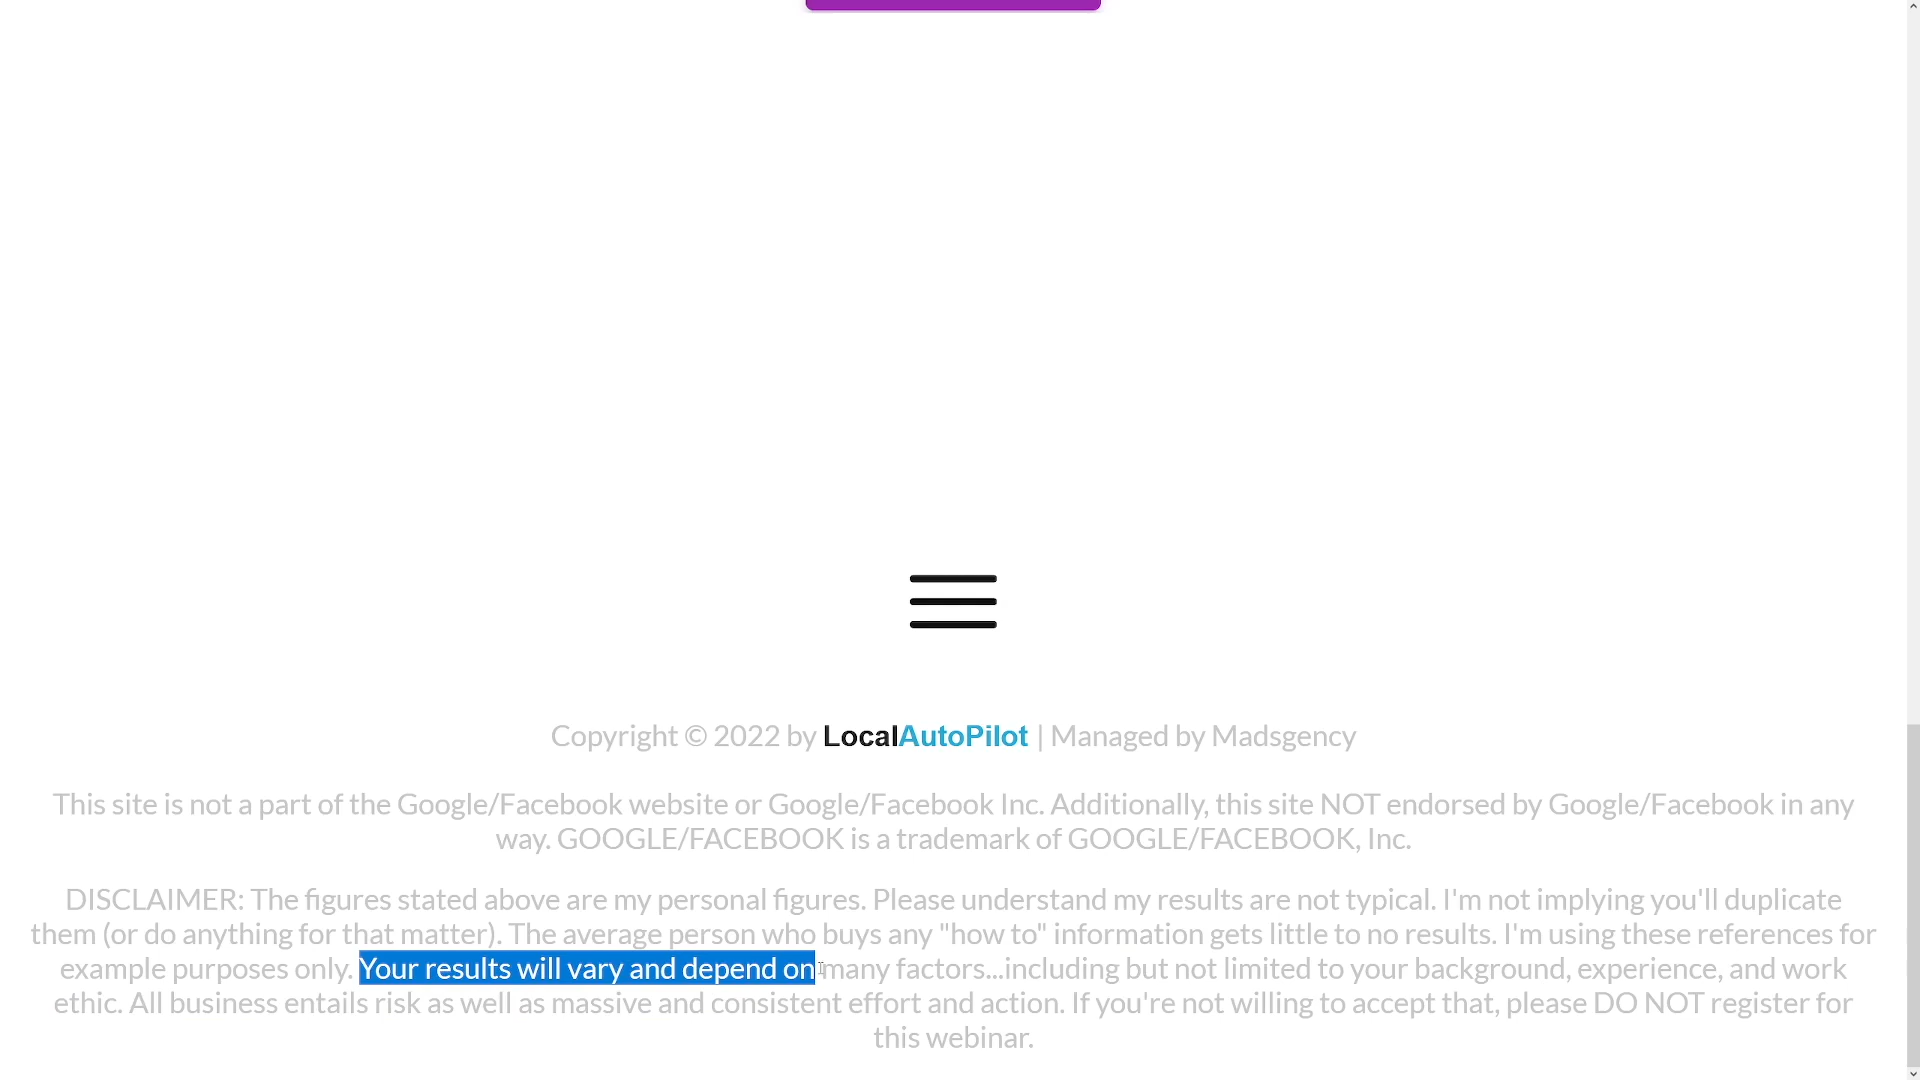 Copyright © 2022 by LocalAutoPilot | Managed by Madsgency
This site is not a part of the Google/Facebook website or Google/Facebook Inc. Additionally, this site NOT endorsed by Google/Facebook in any
way. GOOGLE/FACEBOOK is a trademark of GOOGLE/FACEBOOK, Inc.
DISCLAIMER: The figures stated above are my personal figures. Please understand my results are not typical. I'm not implying you'll duplicate
them (or do anything for that matter). The average person who buys any "how to" information gets little to no results. I'm using these references for
example purposes only. Your results will vary and depend on many factors...including but not limited to your background, experience, and work
ethic. All business entails risk as well as massive and consistent effort and action. If you're not willing to accept that, please DO NOT register for
this webinar.